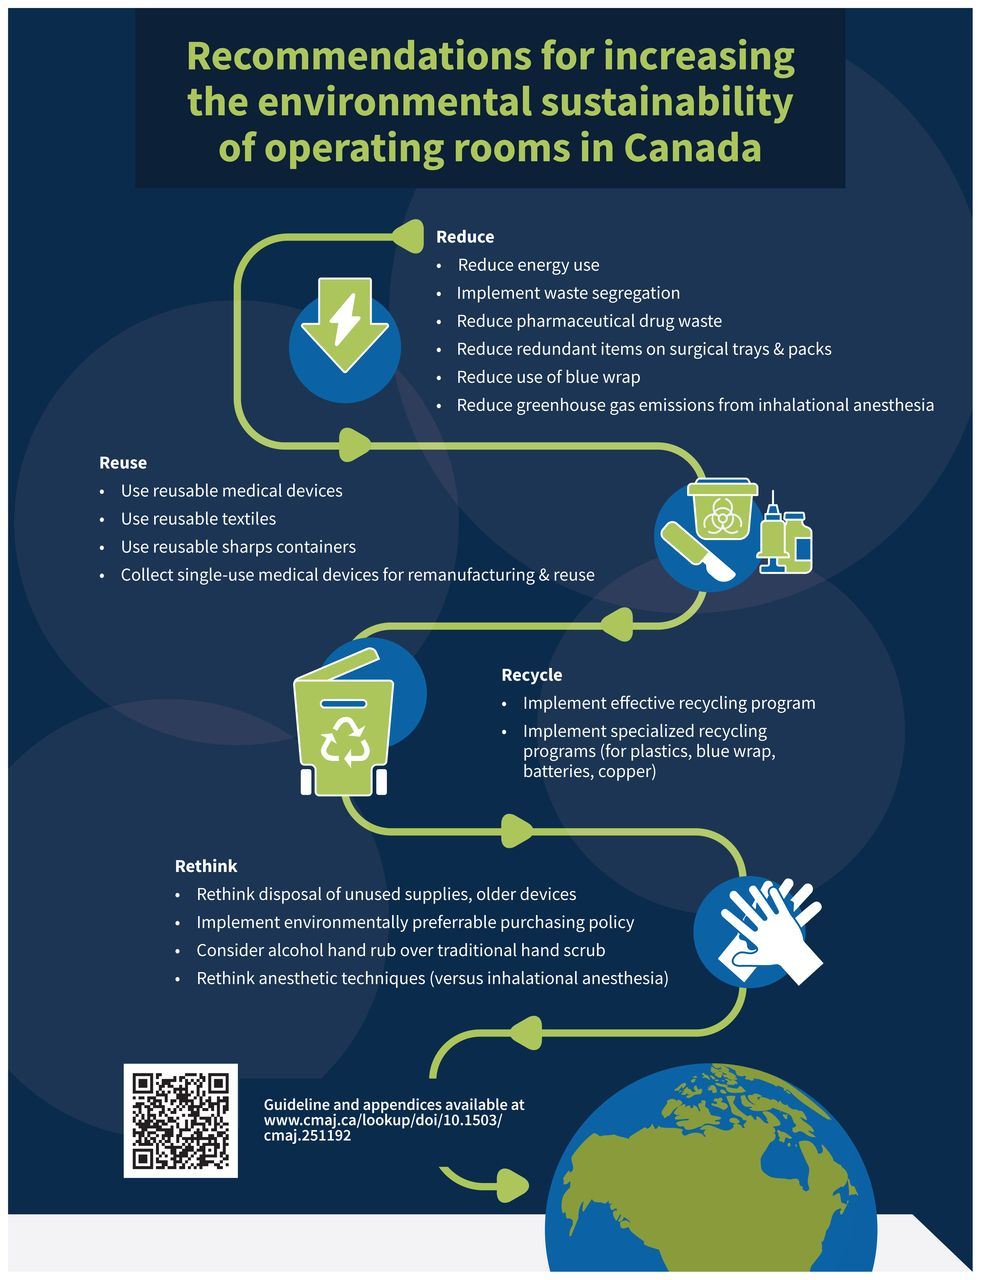 Recommendations for increasing
the environmental sustainability
of operating rooms in Canada
Reduce
• Reduce energy use
• Implement waste segregation
• Reduce pharmaceutical drug waste
• Reduce redundant items on surgical trays & packs
• Reduce use of blue wrap
• Reduce greenhouse gas emissions from inhalational anesthesia
Reuse
• Use reusable medical devices
• Use reusable textiles
• Use reusable sharps containers
• Collect single-use medical devices for remanufacturing & reuse
Recycle
• Implement effective recycling program
• Implement specialized recycling
programs (for plastics, blue wrap,
batteries, copper)
Rethink
• Rethink disposal of unused supplies, older devices
• Implement environmentally preferrable purchasing policy
• Consider alcohol hand rub over traditional hand scrub
• Rethink anesthetic techniques (versus inhalational anesthesia)
Guideline and appendices available at
www.cmaj.ca/lookup/doi/10.1503/
cmaj.251192